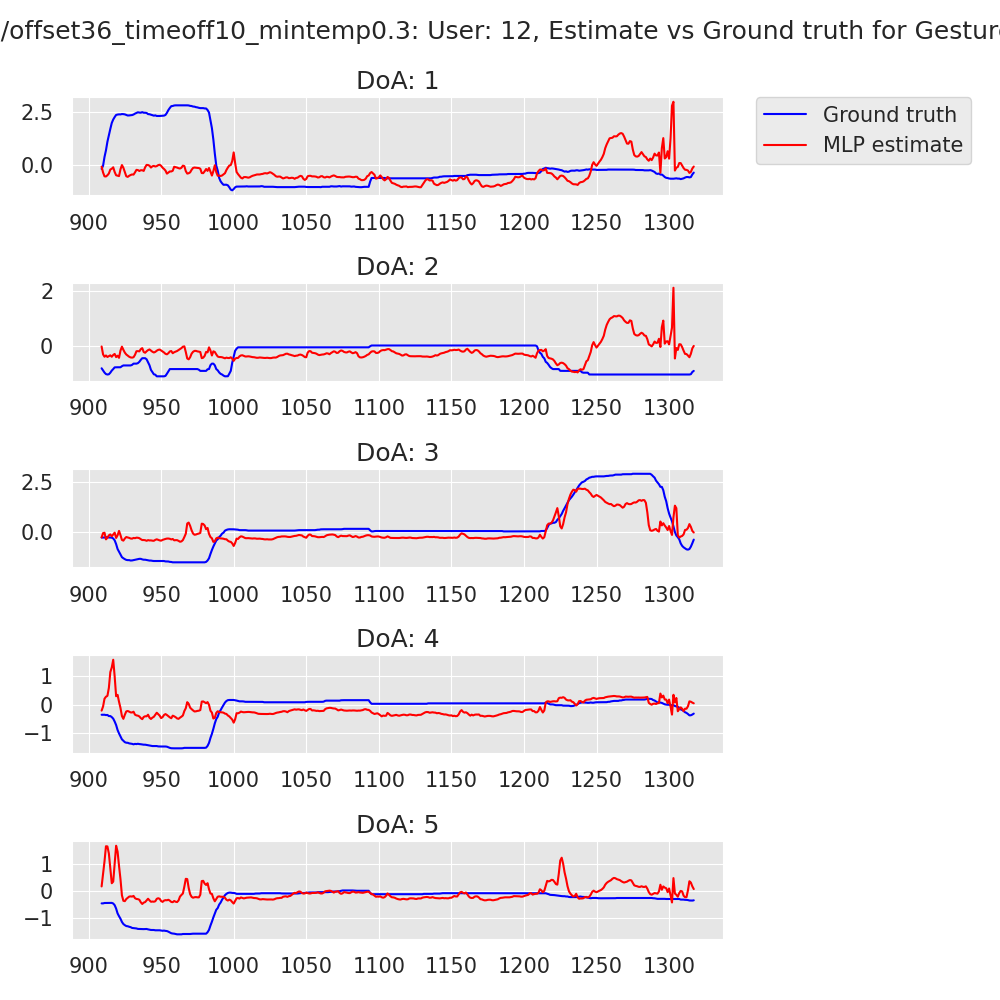 /offset36_timeoff10_mintemp0.3: User: 12, Estimate vs Ground truth for Gesture
DoA: 1
2.5
0.0
900 950 1000 1050 1100 1150 1200 1250 1300
Ground truth
MLP estimate
DoA: 2
2
0
900 950 1000 1050 1100 1150 1200 1250 1300
DoA: 3
2.5
0.0
900 950 1000 1050 1100 1150 1200 1250 1300
DoA: 4
1
0
−1
900 950 1000 1050 1100 1150 1200 1250 1300
DoA: 5
1
0
−1
900 950 1000 1050 1100 1150 1200 1250 1300